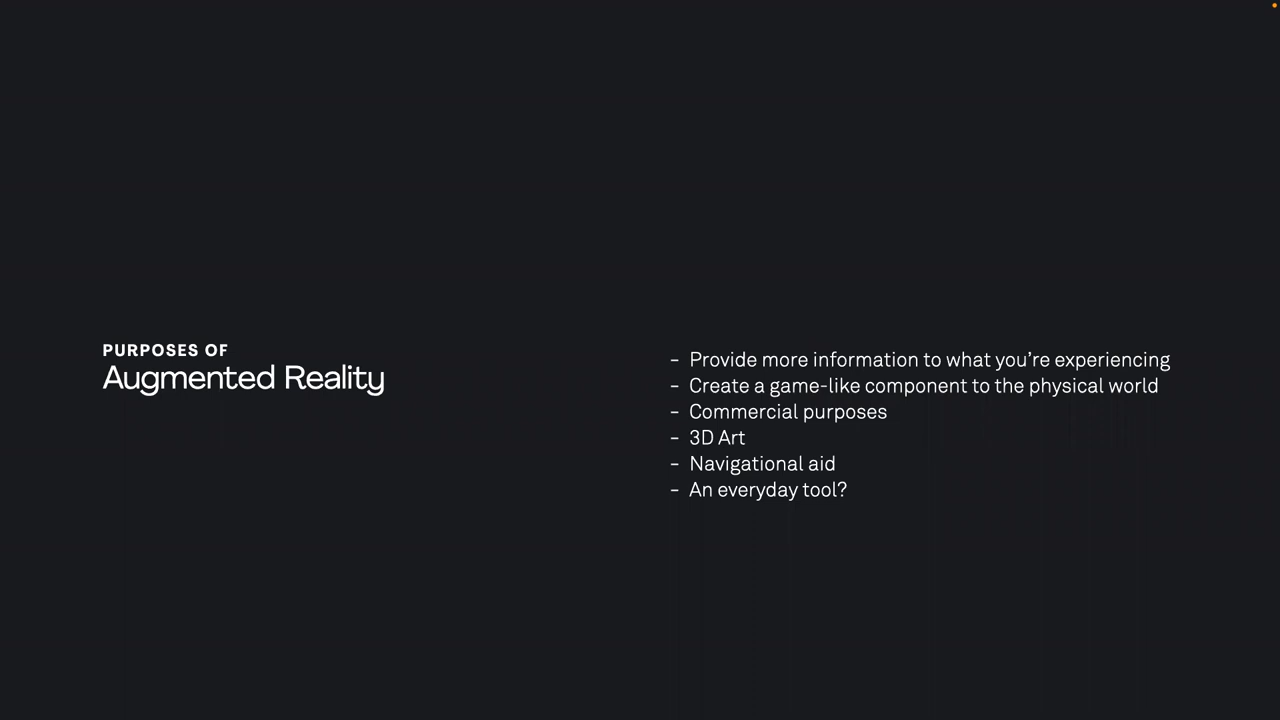 PURPOSES OF
Augmented Reality
- Provide more information to what you’re experiencing
- Create a game-like component to the physical world
- Commercial purposes
- 3D Art
- Navigational aid
- An everyday tool?